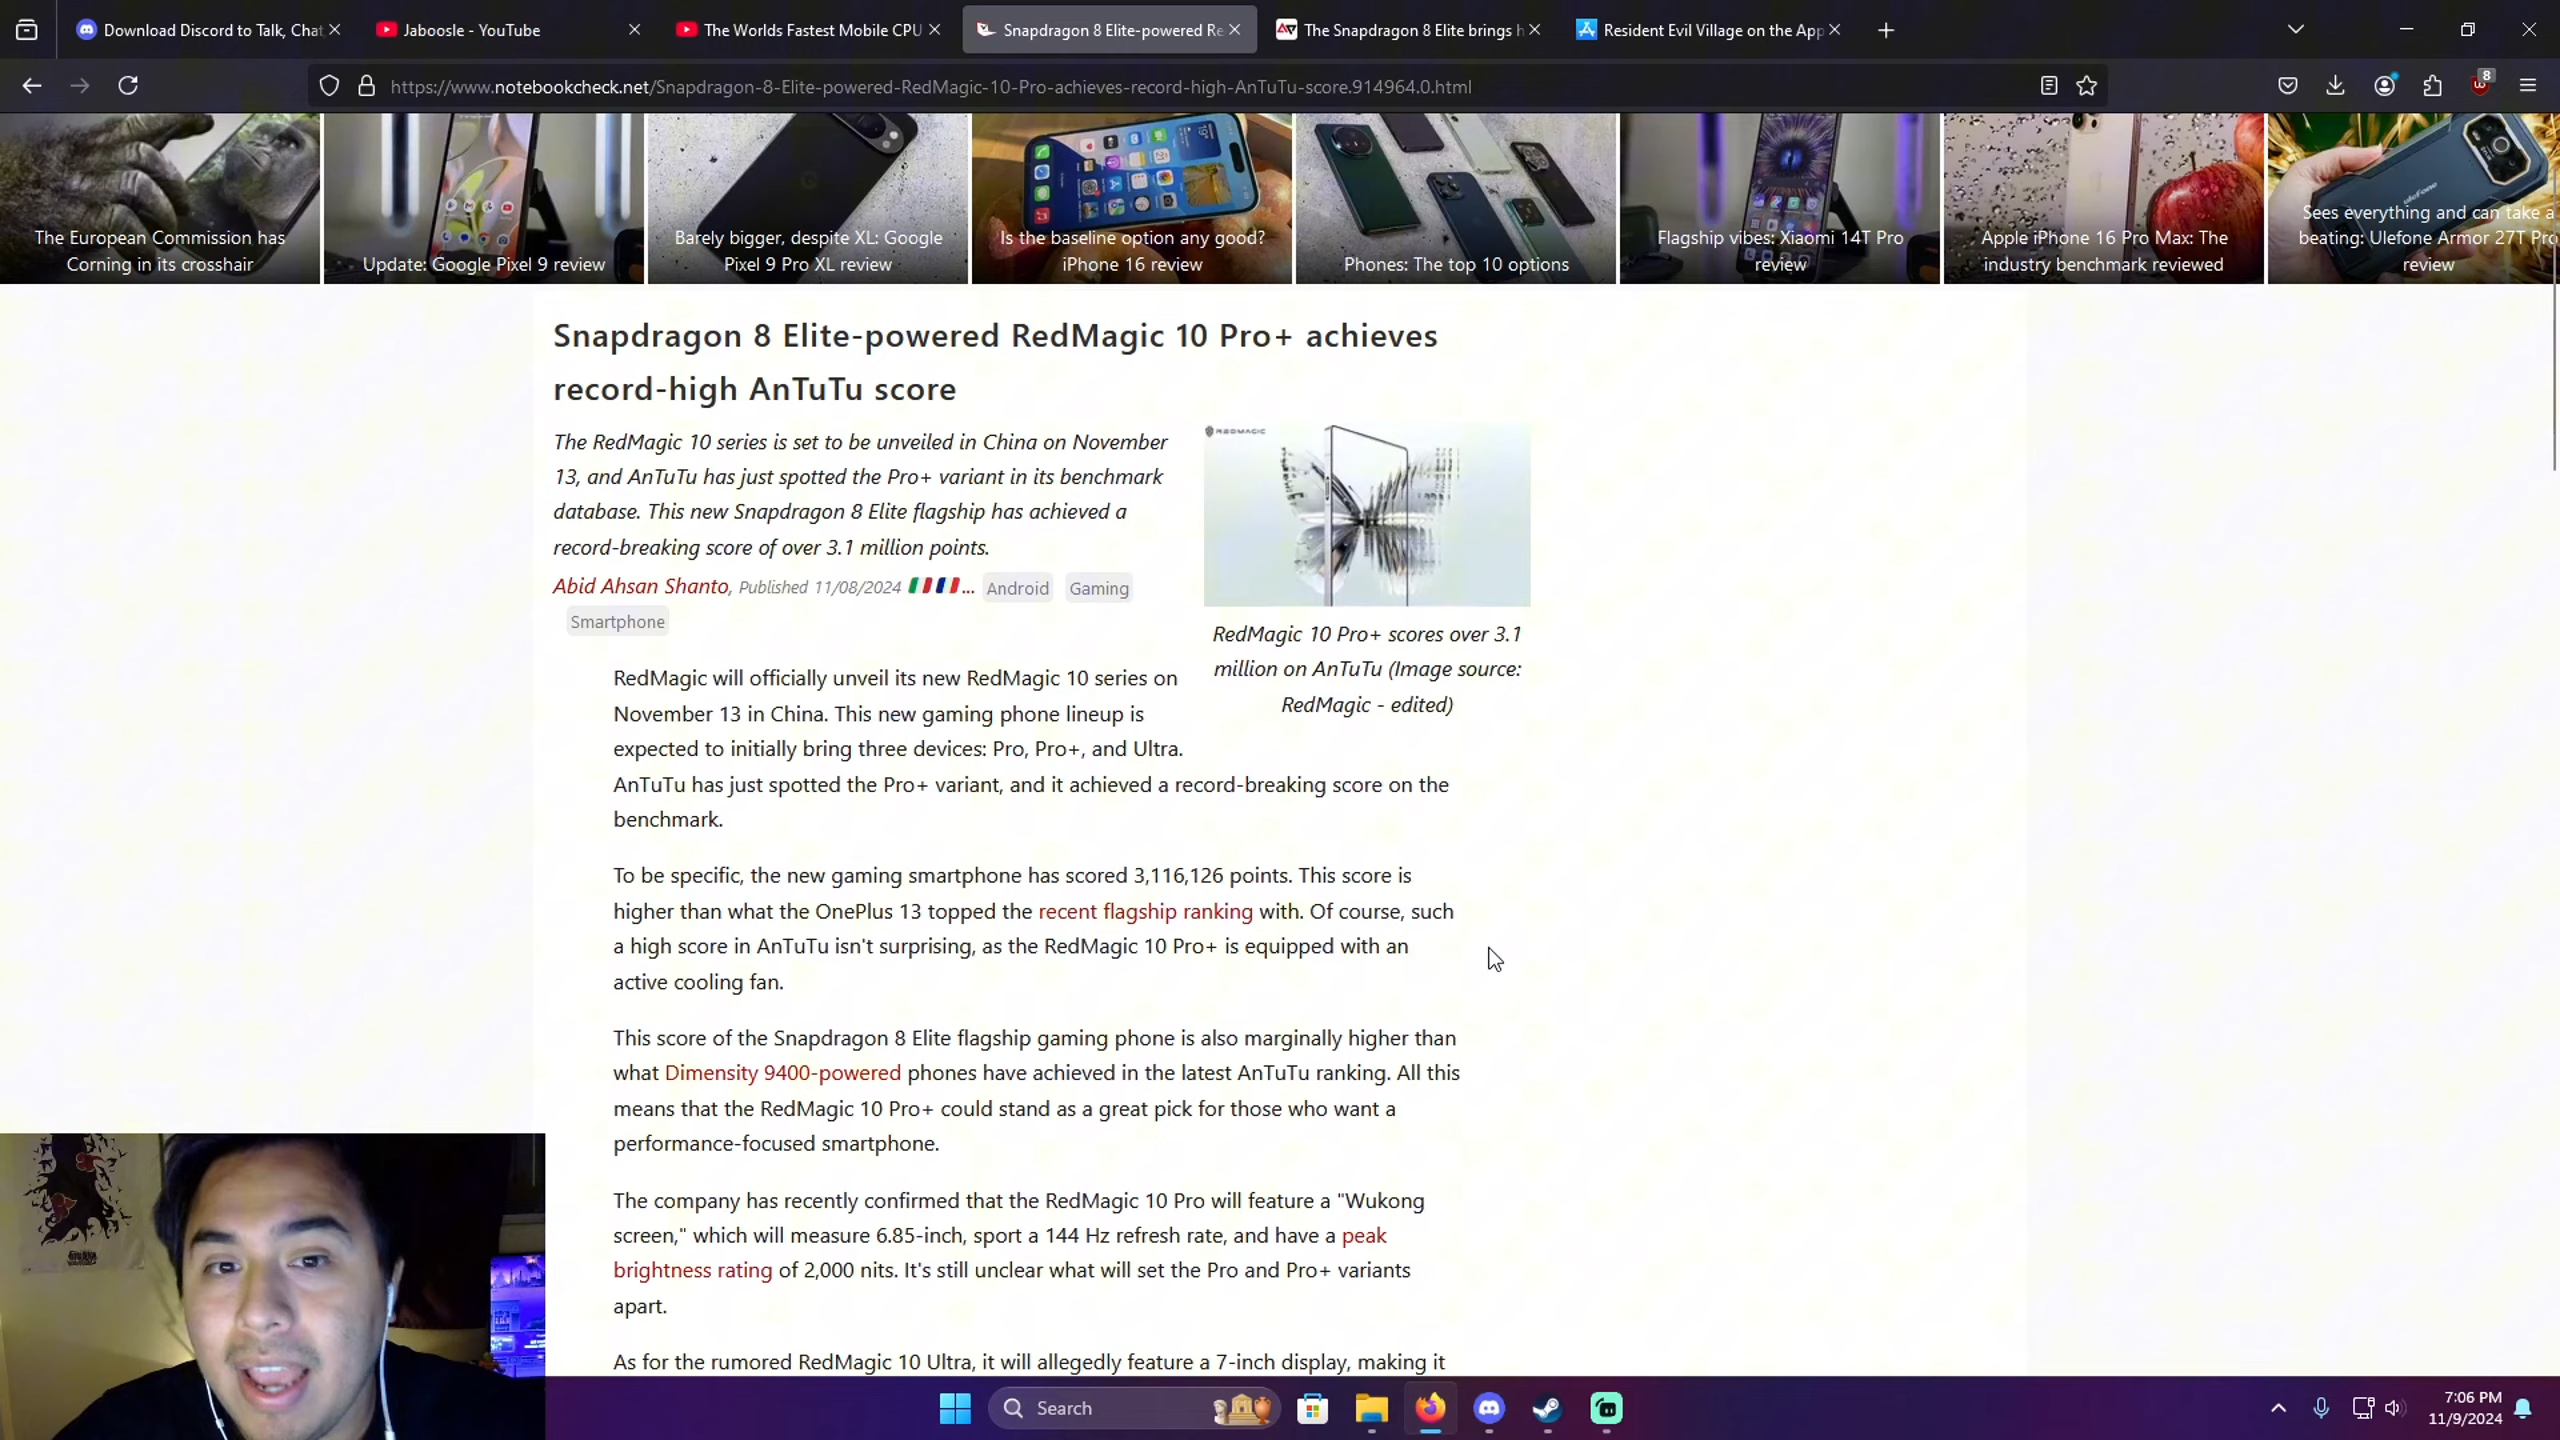 Download Discord to Talk, Chat
Jaboosle - YouTube
The Worlds Fastest Mobile CPU
Snapdragon 8 Elite-powered Re
The Snapdragon 8 Elite brings h
Resident Evil Village on the App
https://www.notebookcheck.net/Snapdragon-8-Elite-powered-RedMagic-10-Pro-achieves-record-high-AnTuTu-score.914964.0.html
8
The European Commission has
Corning in its crosshair
Update: Google Pixel 9 review
Barely bigger, despite XL: Google
Pixel 9 Pro XL review
Is the baseline option any good?
iPhone 16 review
Phones: The top 10 options
Flagship vibes: Xiaomi 14T Pro
review
Apple iPhone 16 Pro Max: The
industry benchmark reviewed
Sees everything and can take a
beating: Ulefone Armor 27T Pro
review
Snapdragon 8 Elite-powered RedMagic 10 Pro+ achieves
record-high AnTuTu score
The RedMagic 10 series is set to be unveiled in China on November
13, and AnTuTu has just spotted the Pro+ variant in its benchmark
database. This new Snapdragon 8 Elite flagship has achieved a
record-breaking score of over 3.1 million points.
Abid Ahsan Shanto, Published 11/08/2024 ... Android Gaming
Smartphone
REDMAGIC
RedMagic 10 Pro+ scores over 3.1
million on AnTuTu (Image source:
RedMagic - edited)
RedMagic will officially unveil its new RedMagic 10 series on
November 13 in China. This new gaming phone lineup is
expected to initially bring three devices: Pro, Pro+, and Ultra.
AnTuTu has just spotted the Pro+ variant, and it achieved a record-breaking score on the
benchmark.
To be specific, the new gaming smartphone has scored 3,116,126 points. This score is
higher than what the OnePlus 13 topped the recent flagship ranking with. Of course, such
a high score in AnTuTu isn't surprising, as the RedMagic 10 Pro+ is equipped with an
active cooling fan.
This score of the Snapdragon 8 Elite flagship gaming phone is also marginally higher than
what Dimensity 9400-powered phones have achieved in the latest AnTuTu ranking. All this
means that the RedMagic 10 Pro+ could stand as a great pick for those who want a
performance-focused smartphone.
The company has recently confirmed that the RedMagic 10 Pro will feature a "Wukong
screen," which will measure 6.85-inch, sport a 144 Hz refresh rate, and have a peak
brightness rating of 2,000 nits. It's still unclear what will set the Pro and Pro+ variants
apart.
As for the rumored RedMagic 10 Ultra, it will allegedly feature a 7-inch display, making it
Search
7:06 PM
11/9/2024